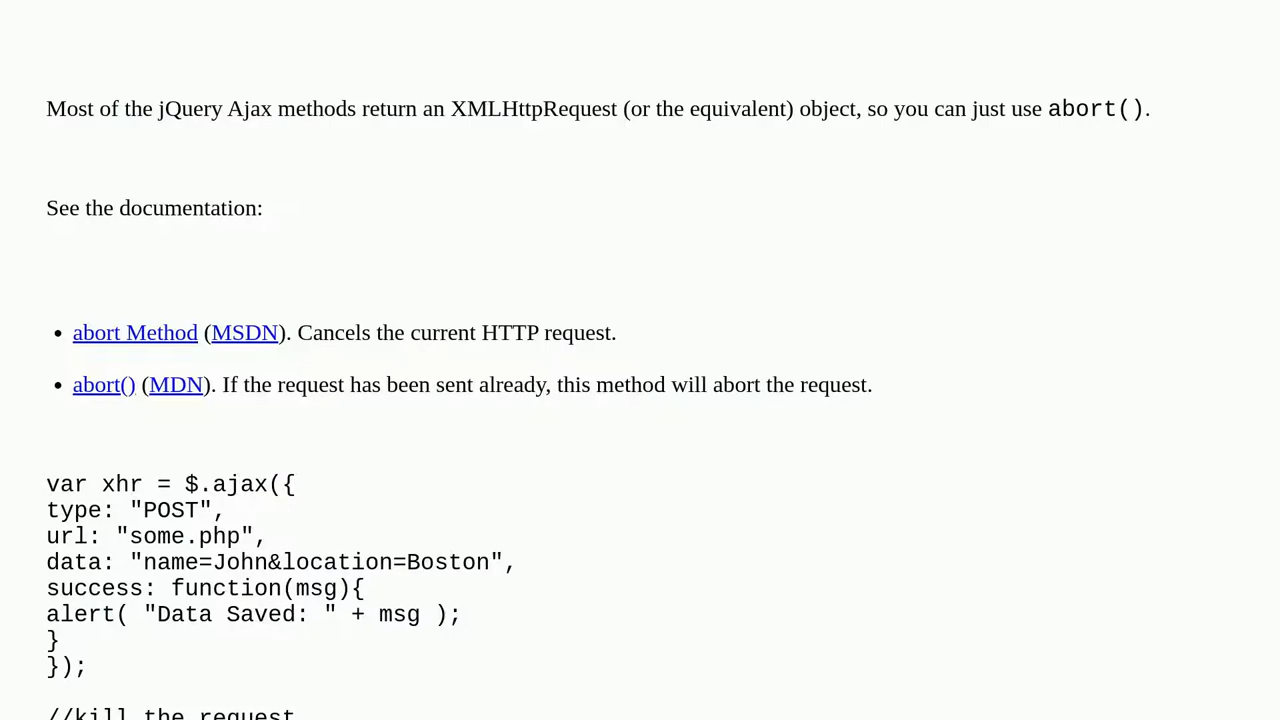 Most of the jQuery Ajax methods return an XMLHttpRequest (or the equivalent) object, so you can just use abort().
See the documentation:
• abort Method (MSDN). Cancels the current HTTP request.
• abort() (MDN). If the request has been sent already, this method will abort the request.
var xhr = $.ajax({
type: "POST",
url: "some.php",
data: "name=John&location=Boston",
success: function(msg){
alert( "Data Saved: " + msg );
}
});
//kill the request